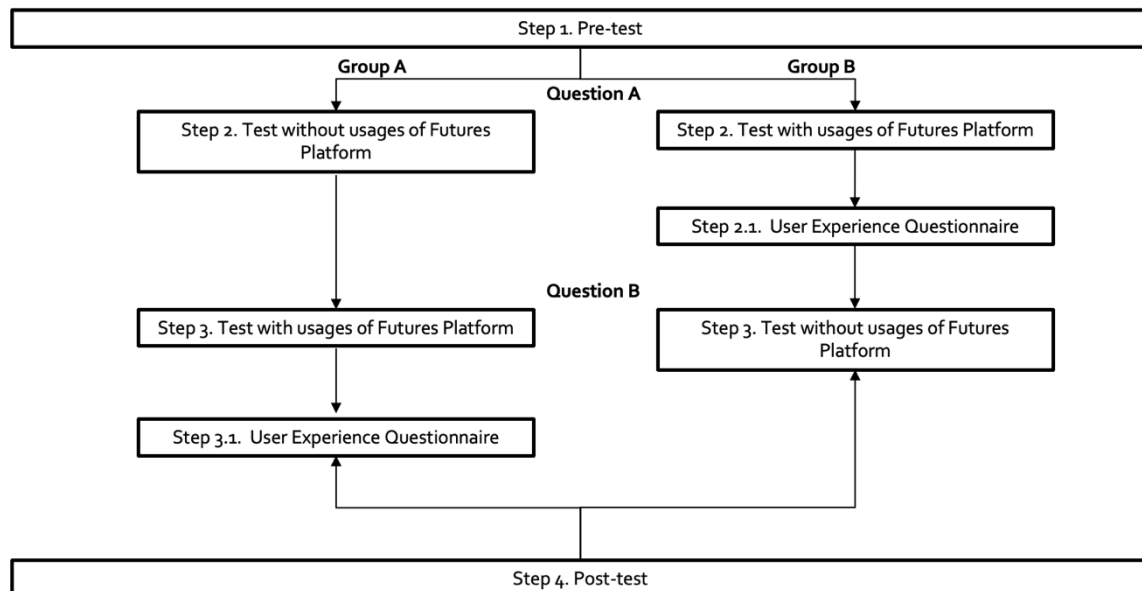 Step 1. Pre-test
Group A
Group B
Question A
Step 2. Test without usages of Futures
Platform
Step 2. Test with usages of Futures Platform
Step 2.1. User Experience Questionnaire
Question B
Step 3. Test with usages of Futures Platform
Step 3. Test without usages of Futures
Platform
Step 3.1. User Experience Questionnaire
Step 4. Post-test